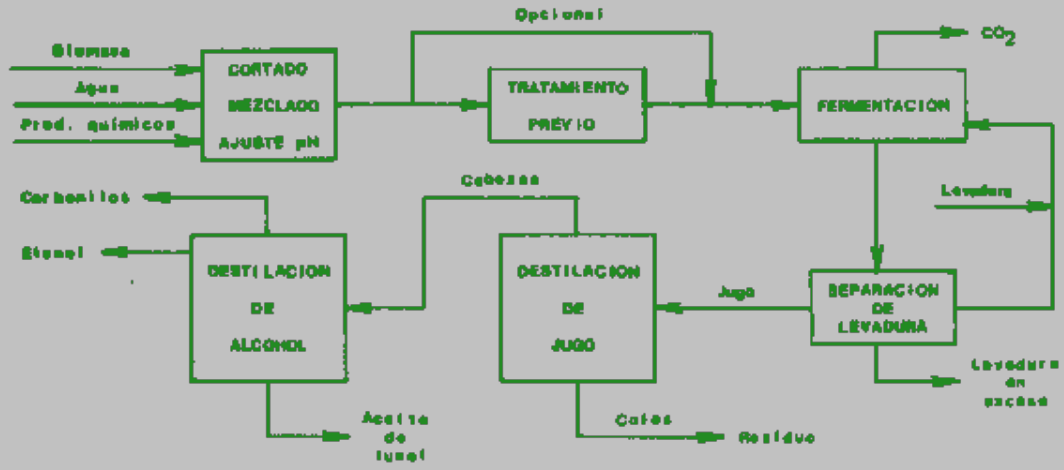 Opcional
CO2
Biomasa
CORTADO
Agua
MEZCLADO
TRATAMIENTO
PREVIO
FERMENTACIÓN
Prod. químicos
AJUSTE pH
Carbonilos
Cabezas
Levadura
Etanol
DESTILACION
DE
ALCOHOL
DESTILACION
DE
JUGO
Jugo
SEPARACION
DE
LEVADURA
Levadura
en
exceso
Aceite
de
fusel
Colas
Residuo